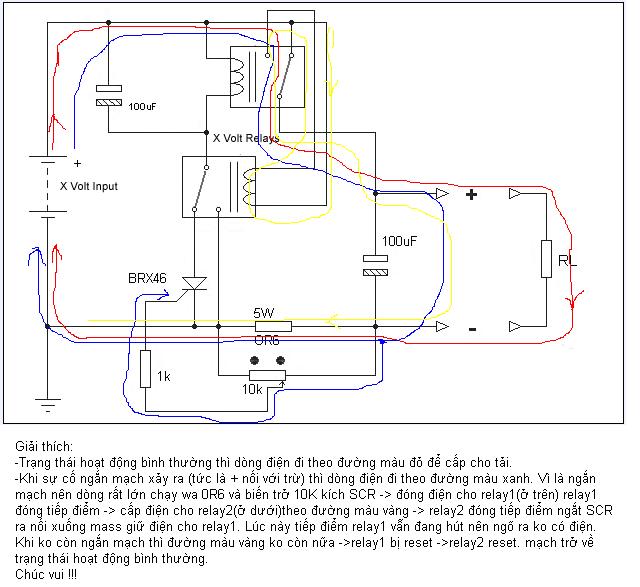 100uF
X Volt Relays
+
X Volt Input
+
100uF
RL
BRX46
5W
0R6
-
1k
10k
Giải thích:
-Trạng thái hoạt động bình thường thì dòng điện đi theo đường màu đỏ để cấp cho tải.
-Khi sự cố ngắn mạch xảy ra (tức là + nối với trừ) thì dòng điện đi theo đường màu xanh. Vì là ngắn
mạch nên dòng rất lớn chạy wa 0R6 và biến trở 10K kích SCR -> đóng điện cho relay1(ở trên) relay1
đóng tiếp điểm -> cấp điện cho relay2(ở dưới)theo đường màu vàng -> relay2 đóng tiếp điểm ngắt SCR
ra nối xuống mass giữ điện cho relay1. Lúc này tiếp điểm relay1 vẫn đang hút nên ngõ ra ko có điện.
Khi ko còn ngắn mạch thì đường màu vàng ko còn nữa ->relay1 bị reset ->relay2 reset. mạch trở về
trạng thái hoạt động bình thường.
Chúc vui !!!